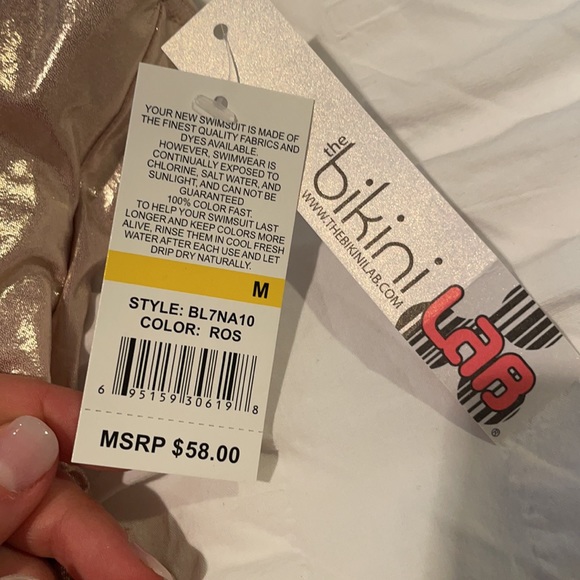 YOUR NEW SWIMSUIT IS MADE OF
THE FINEST QUALITY FABRICS AND
DYES AVAILABLE.
HOWEVER, SWIMWEAR IS
CONTINUALLY EXPOSED TO
CHLORINE, SALT WATER, AND
SUNLIGHT, AND CAN NOT BE
GUARANTEED
100% COLOR FAST.
TO HELP YOUR SWIMSUIT LAST
LONGER AND KEEP COLORS MORE
ALIVE, RINSE THEM IN COOL FRESH
WATER AFTER EACH USE AND LET
DRIP DRY NATURALLY.
M
STYLE: BL7NA10
COLOR: ROS
6 95159 30619 8
MSRP $58.00
the
bikini
LAB
®
WWW.THEBIKINILAB.COM